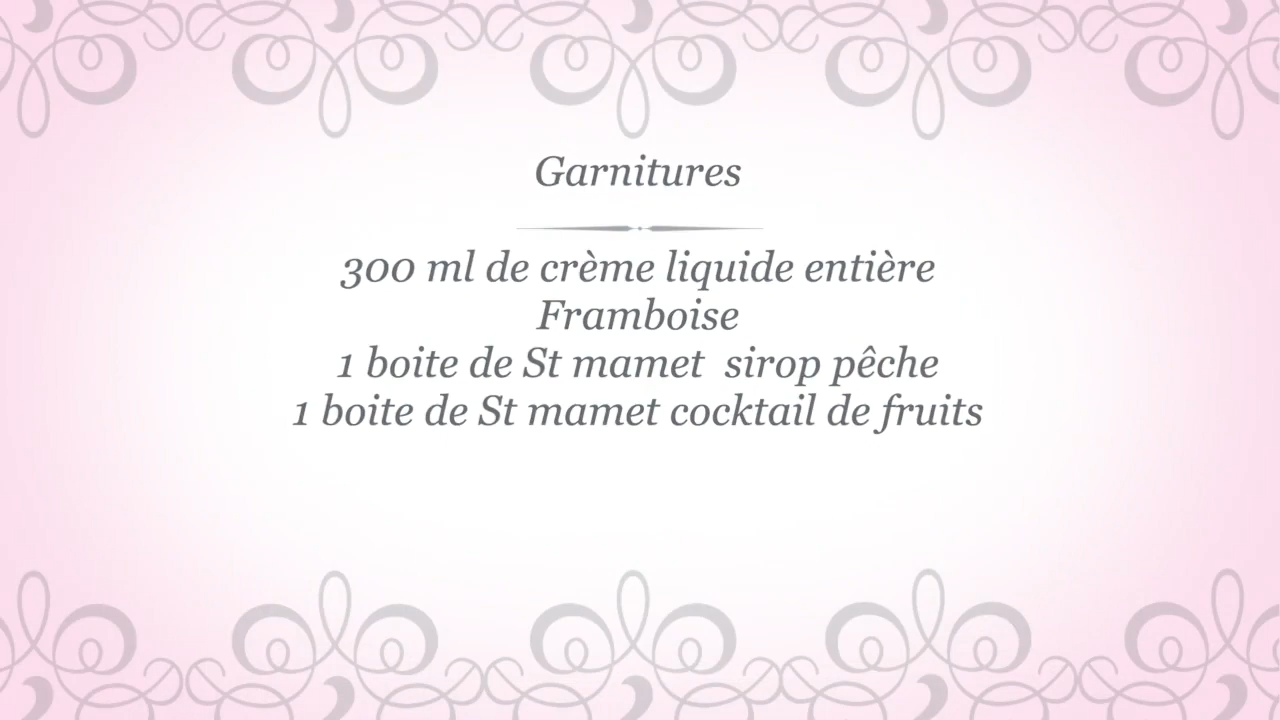 Garnitures
300 ml de crème liquide entière
Framboise
1 boite de St mamet  sirop pêche
1 boite de St mamet cocktail de fruits